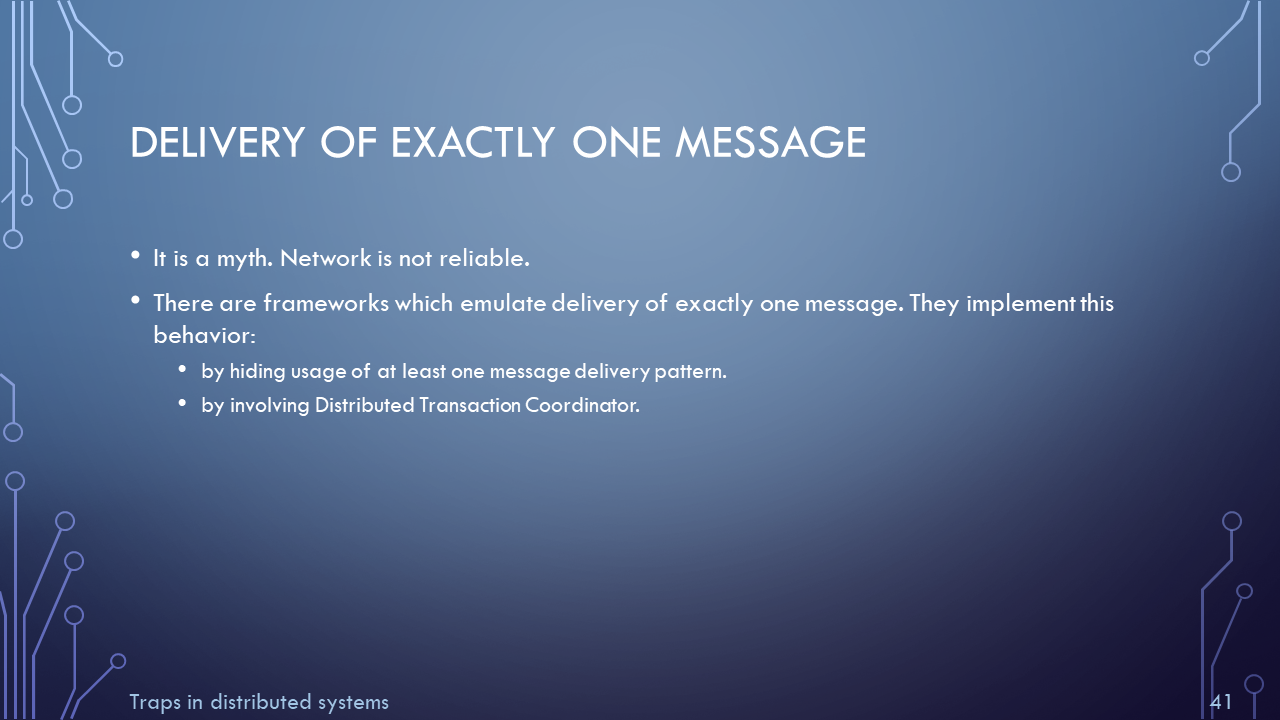 DELIVERY OF EXACTLY ONE MESSAGE
• It is a myth. Network is not reliable.
• There are frameworks which emulate delivery of exactly one message. They implement this
behavior:
• by hiding usage of at least one message delivery pattern.
• by involving Distributed Transaction Coordinator.
Traps in distributed systems
41